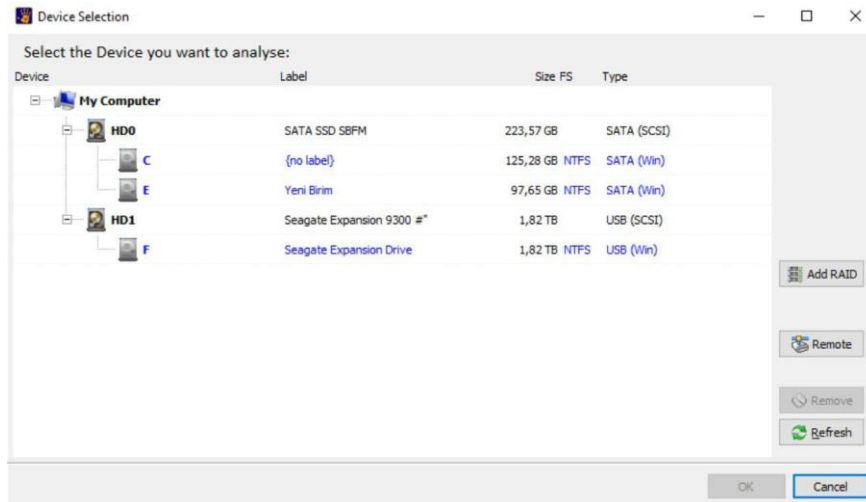 Device Selection
Select the Device you want to analyse:
Device Label Size FS Type
My Computer
HD0 SATA SSD SBFM 223,57 GB SATA (SCSI)
C {no label} 125,28 GB NTFS SATA (Win)
E Yeni Birim 97,65 GB NTFS SATA (Win)
HD1 Seagate Expansion 9300 #" 1,82 TB USB (SCSI)
F Seagate Expansion Drive 1,82 TB NTFS USB (Win)
Add RAID
Remote
Remove
Refresh
OK Cancel